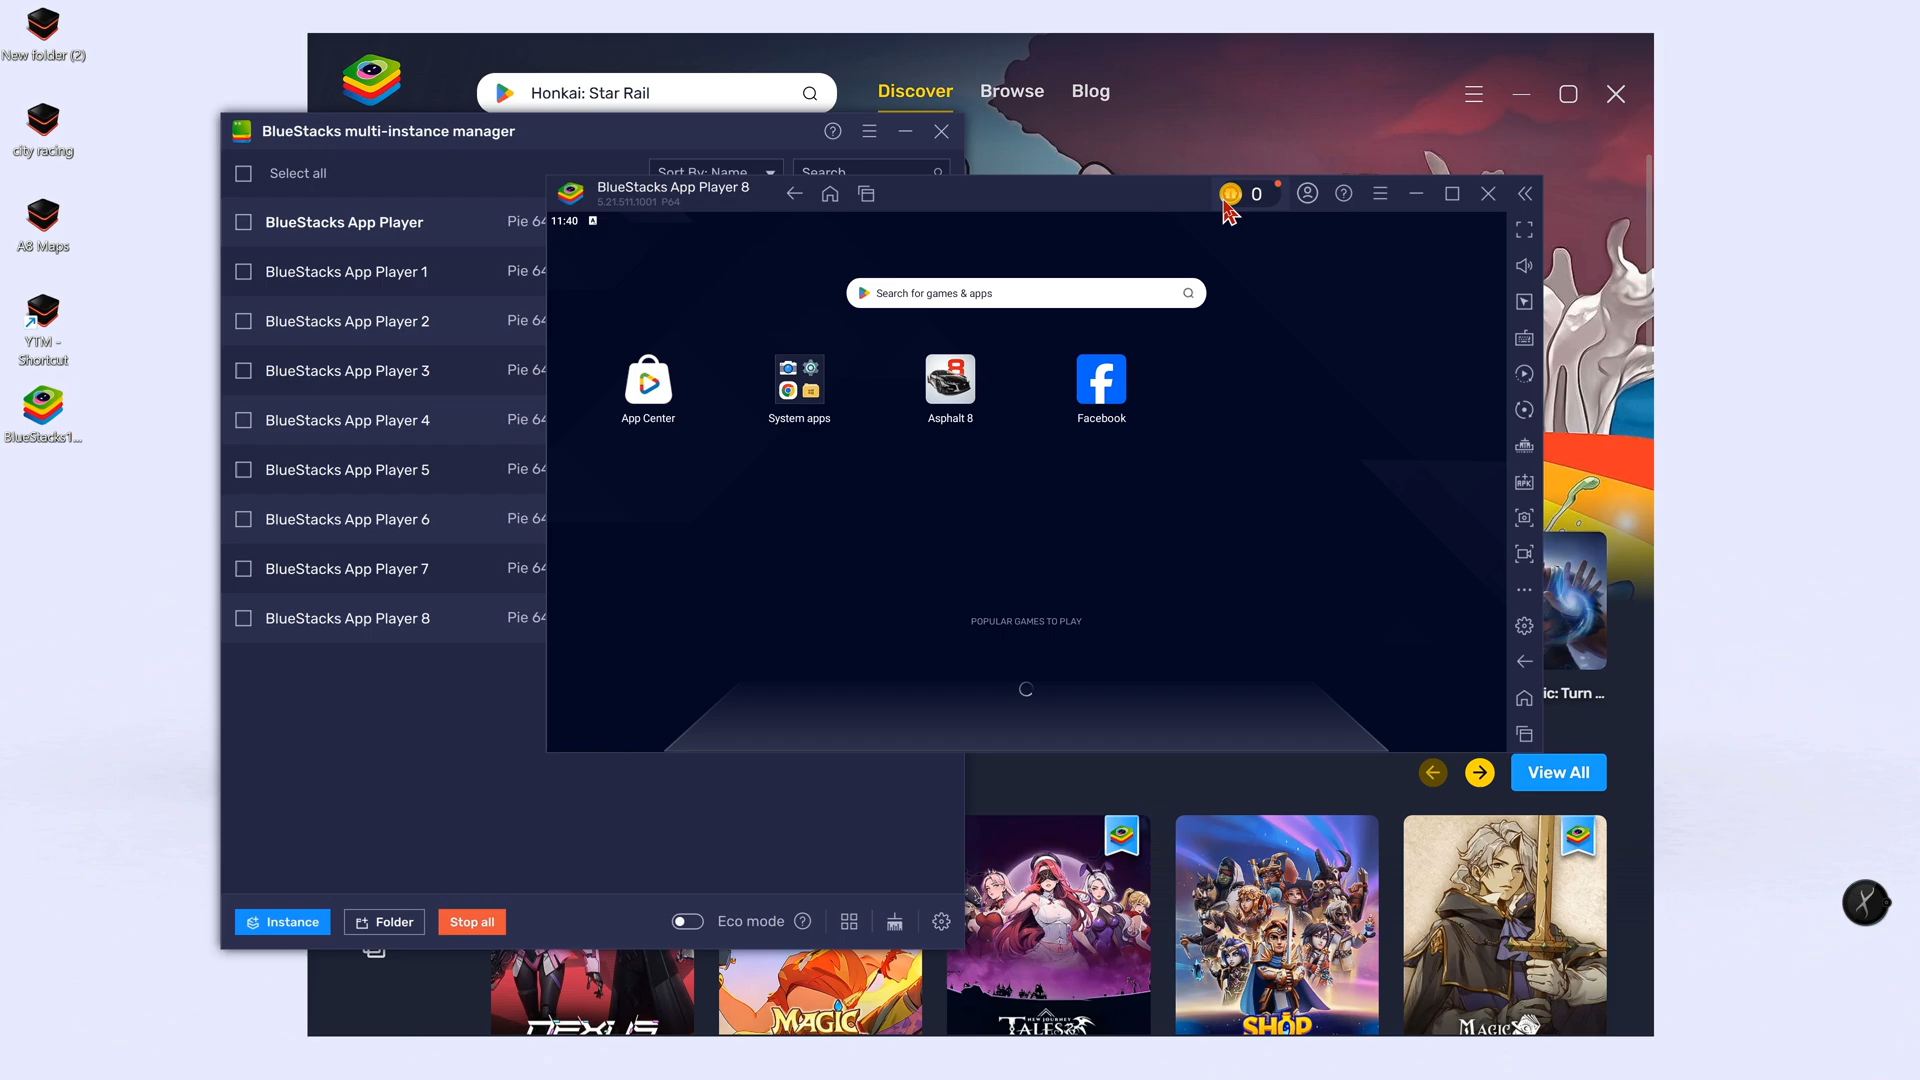 New folder (2)
city racing
A8 Maps
YTM -
Shortcut
BlueStacks1...
Honkai: Star Rail
Discover
Browse
Blog
BlueStacks multi-instance manager
Select all
Sort By: Name
Search
BlueStacks App Player
Pie 64
BlueStacks App Player 1
Pie 64
BlueStacks App Player 2
Pie 64
BlueStacks App Player 3
Pie 64
BlueStacks App Player 4
Pie 64
BlueStacks App Player 5
Pie 64
BlueStacks App Player 6
Pie 64
BlueStacks App Player 7
Pie 64
BlueStacks App Player 8
Pie 64
Instance
Folder
Stop all
Eco mode
BlueStacks App Player 8
5.21.511.1001 P64
0
11:40
Search for games & apps
App Center
System apps
8
Asphalt 8
Facebook
POPULAR GAMES TO PLAY
APK
ic: Turn ...
View All
NEXUS
MAGIC
NEW JOURNEY
TALES
SHOP
MAGIC